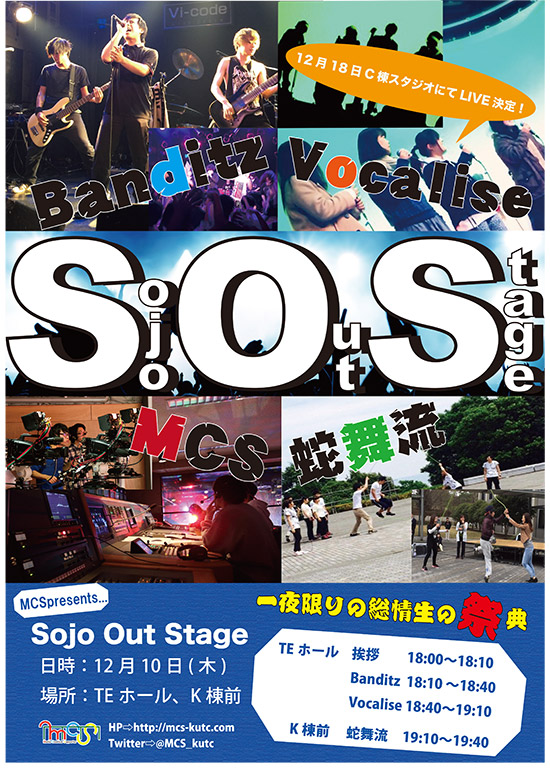 Vi-code
12月18日C棟スタジオにてLIVE決定！
Banditz Vocalise
Sojo Out Stage
MCS 蛇舞流
MCSpresents...
一夜限りの総情生の祭典
Sojo Out Stage
日時：12月10日(木)
場所：TEホール、K棟前
TEホール 挨拶 18:00〜18:10
Banditz 18:10〜18:40
Vocalise 18:40〜19:10
K棟前 蛇舞流 19:10〜19:40
mcs
HP⇨http://mcs-kutc.com
Twitter⇨@MCS_kutc